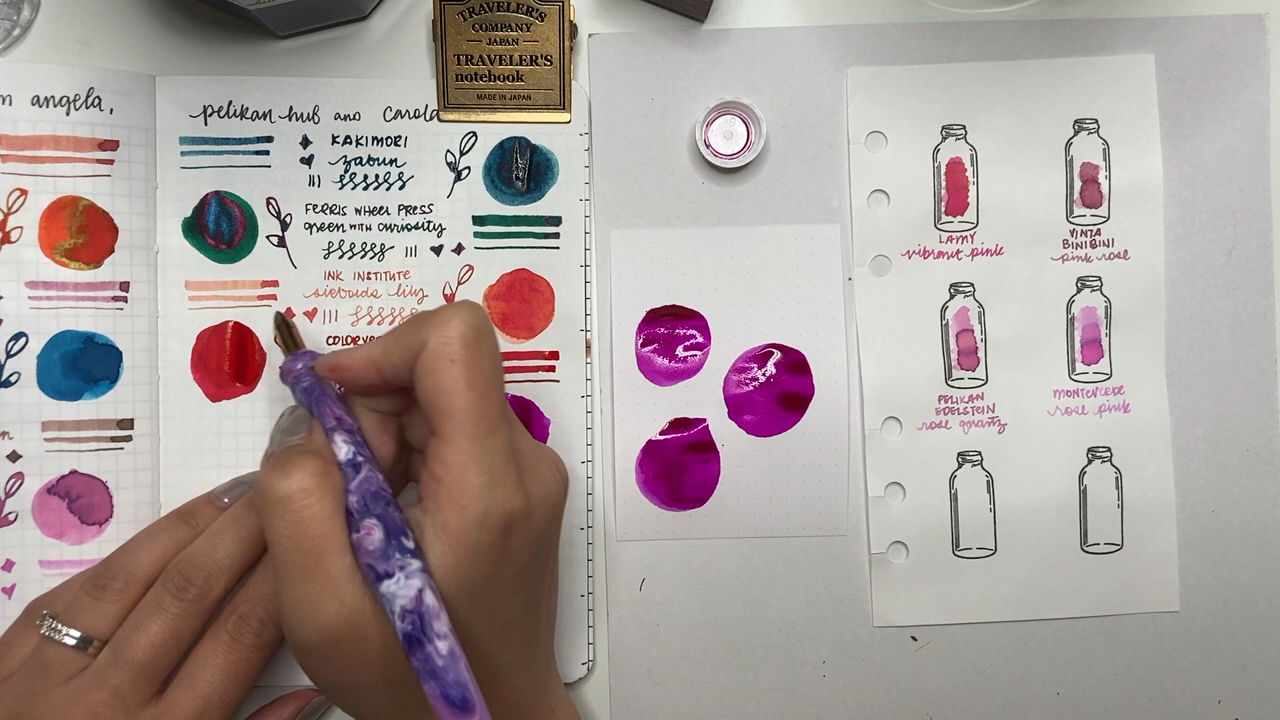 angela,
TRAVELER'S
COMPANY
JAPAN
TRAVELER'S
notebook
MADE IN JAPAN
pelikan hub and
KAKIMORI
zabun
FERRIS WHEEL PRESS
green with curiosity
INK INSTITUTE
siebolds lily
LAMY
vibrant pink
VINTA
BINIBINI
pink rose
PELIKAN
EDELSTEIN
rose quartz
MONTEVERDE
rose pink